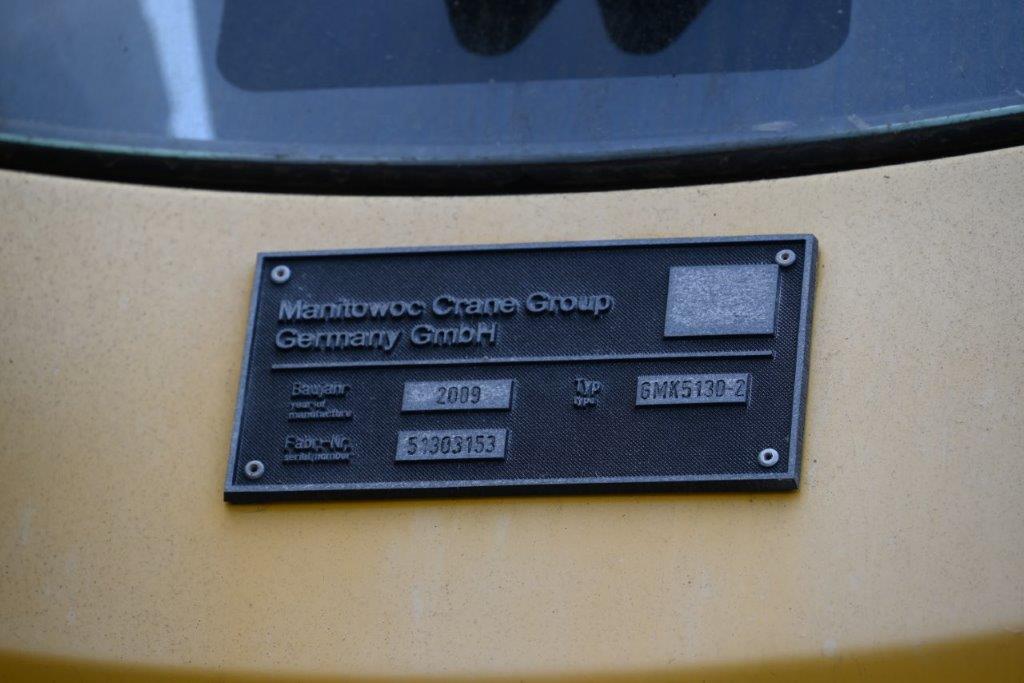 Manitowoc Crane Group
Germany GmbH
Baujahr 2009 Typ GMK5130-2
year of type
manufacture
Fabr.-Nr. 51303153
serial number